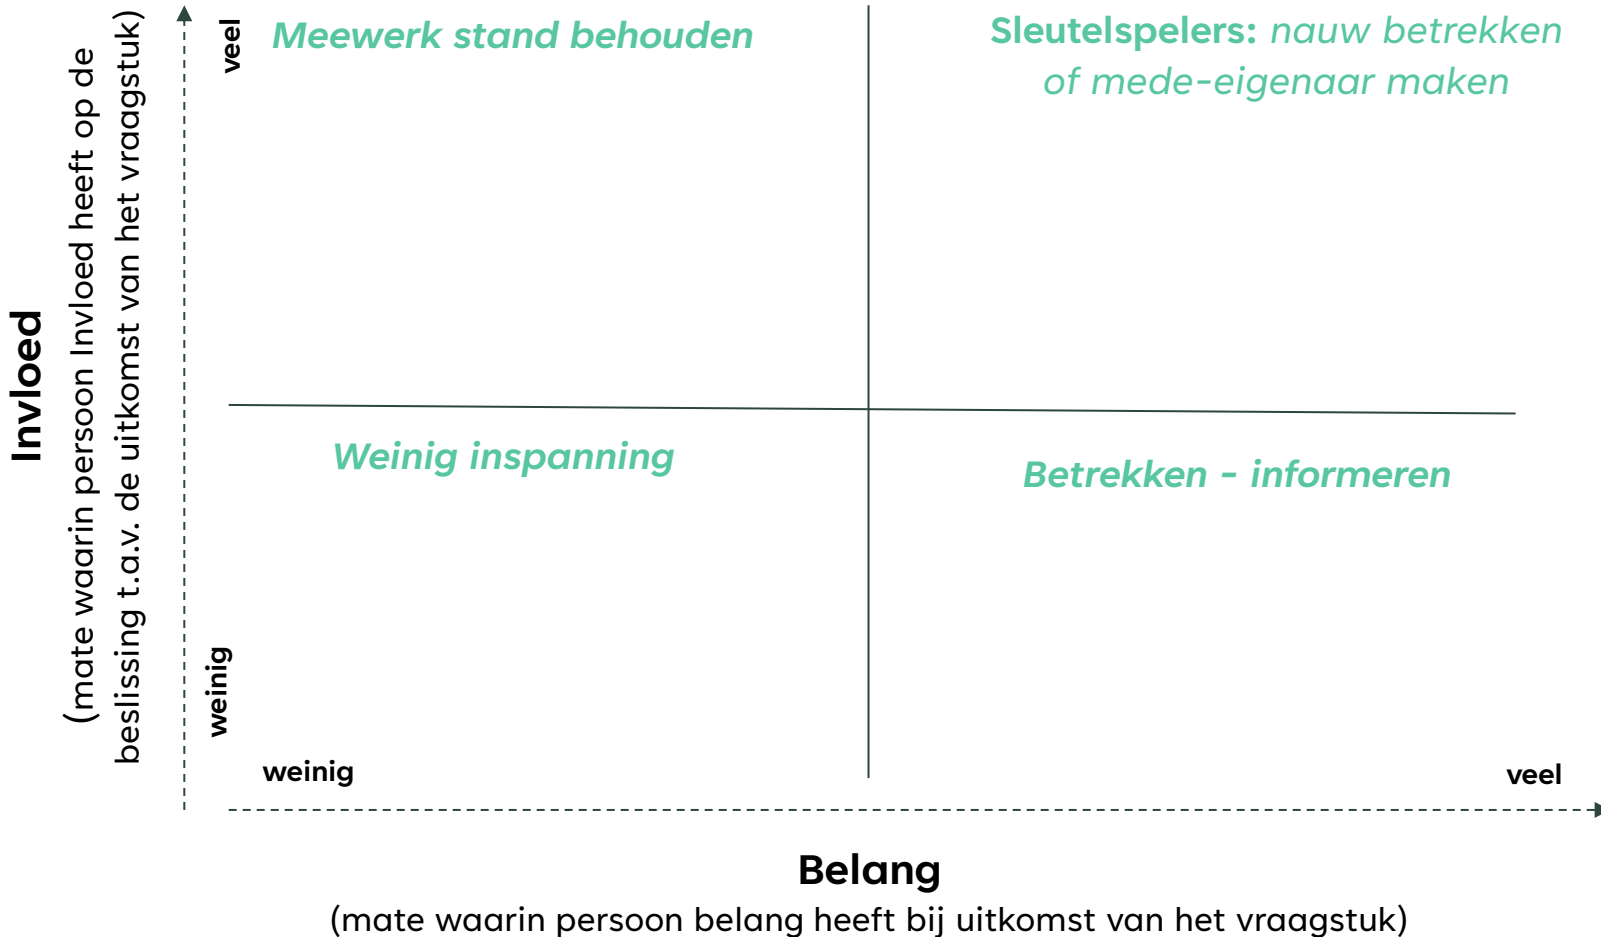 Invloed
(mate waarin persoon Invloed heeft op de
beslissing t.a.v. de uitkomst van het vraagstuk)
veel
Meewerk stand behouden
Sleutelspelers: nauw betrekken
of mede-eigenaar maken
Weinig inspanning
Betrekken - informeren
weinig
weinig
veel
Belang
(mate waarin persoon belang heeft bij uitkomst van het vraagstuk)